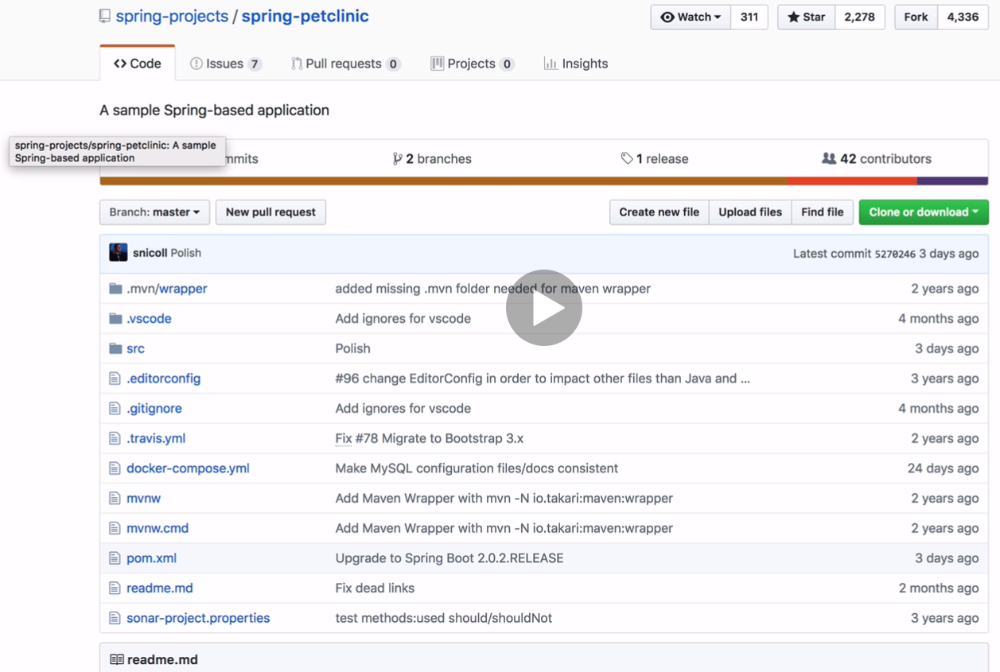 spring-projects / spring-petclinic
Watch 311 Star 2,278 Fork 4,336
Code Issues 7 Pull requests 0 Projects 0 Insights
A sample Spring-based application
spring-projects/spring-petclinic: A sample
Spring-based application
2 branches 1 release 42 contributors
Branch: master New pull request Create new file Upload files Find file Clone or download
snicoll Polish Latest commit 5270246 3 days ago
.mvn/wrapper added missing .mvn folder needed for maven wrapper 2 years ago
.vscode Add ignores for vscode 4 months ago
src Polish 3 days ago
.editorconfig #96 change EditorConfig in order to impact other files than Java and ... 3 years ago
.gitignore Add ignores for vscode 4 months ago
.travis.yml Fix #78 Migrate to Bootstrap 3.x 2 years ago
docker-compose.yml Make MySQL configuration files/docs consistent 24 days ago
mvnw Add Maven Wrapper with mvn -N io.takari:maven:wrapper 2 years ago
mvnw.cmd Add Maven Wrapper with mvn -N io.takari:maven:wrapper 2 years ago
pom.xml Upgrade to Spring Boot 2.0.2.RELEASE 3 days ago
readme.md Fix dead links 2 months ago
sonar-project.properties test methods:used should/shouldNot 3 years ago
readme.md